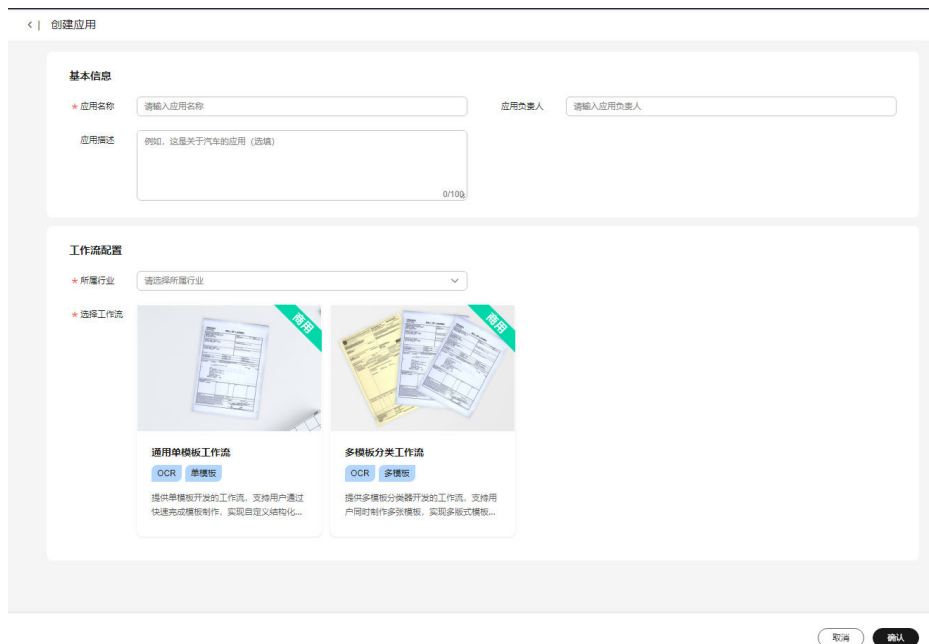 创建应用
基本信息
* 应用名称 请输入应用名称 应用负责人 请输入应用负责人
应用描述 例如，这是关于汽车的应用（选填）
0/100
工作流配置
* 所属行业 请选择所属行业
* 选择工作流
商用 商用
通用单模板工作流 多模板分类工作流
OCR 单模板 OCR 多模板
提供单模板开发的工作流，支持用户通过 提供多模板分类器开发的工作流，支持用
快速完成模板制作，实现自定义结构化... 户同时制作多张模板，实现多版式模板...
取消 确认